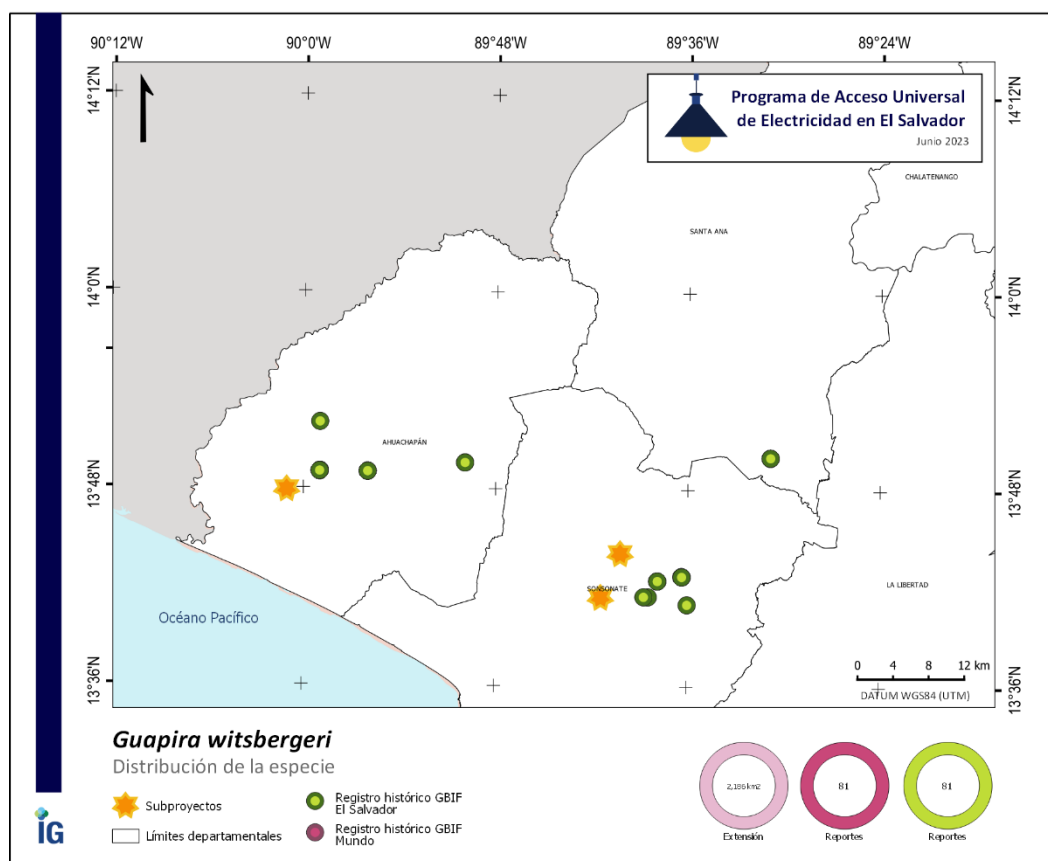 90°12'W 90°0'W 89°48'W 89°36'W 89°24'W
14°12'N
14°12'N
Programa de Acceso Universal
de Electricidad en El Salvador
Junio 2023
CHALATENANGO
SANTA ANA
14°0'N
14°0'N
AHUACHAPÁN
13°48'N
13°48'N
SONSONATE
LA LIBERTAD
Océano Pacífico
0 4 8 12 km
DATUM WGS84 (UTM)
13°36'N
13°36'N
Guapira witsbergeri
Distribución de la especie
Subproyectos
Límites departamentales
Registro histórico GBIF
El Salvador
Registro histórico GBIF
Mundo
2,186 km2
Extensión
81
Reportes
81
Reportes
IG